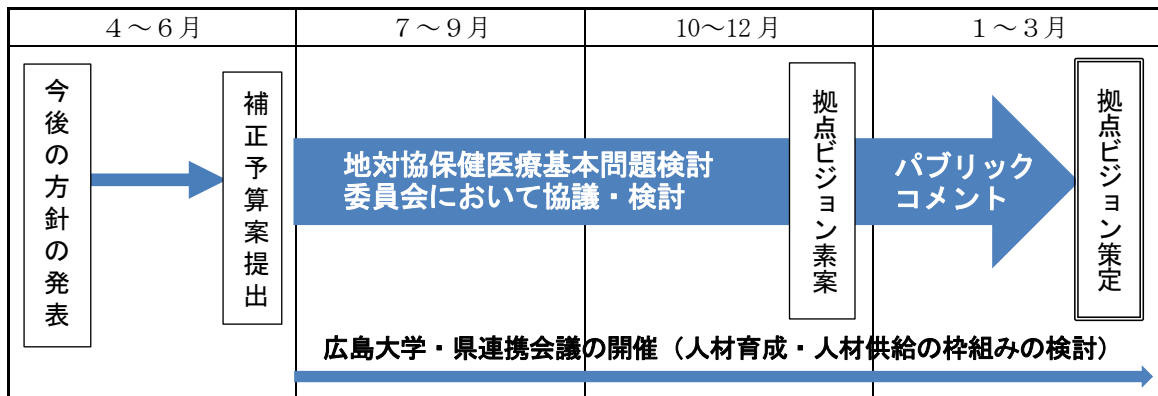 4～6月
7～9月
10～12月
1～3月
今後の方針の発表
補正予算案提出
地対協保健医療基本問題検討
委員会において協議・検討
拠点ビジョン素案
パブリック
コメント
拠点ビジョン策定
広島大学・県連携会議の開催（人材育成・人材供給の枠組みの検討）